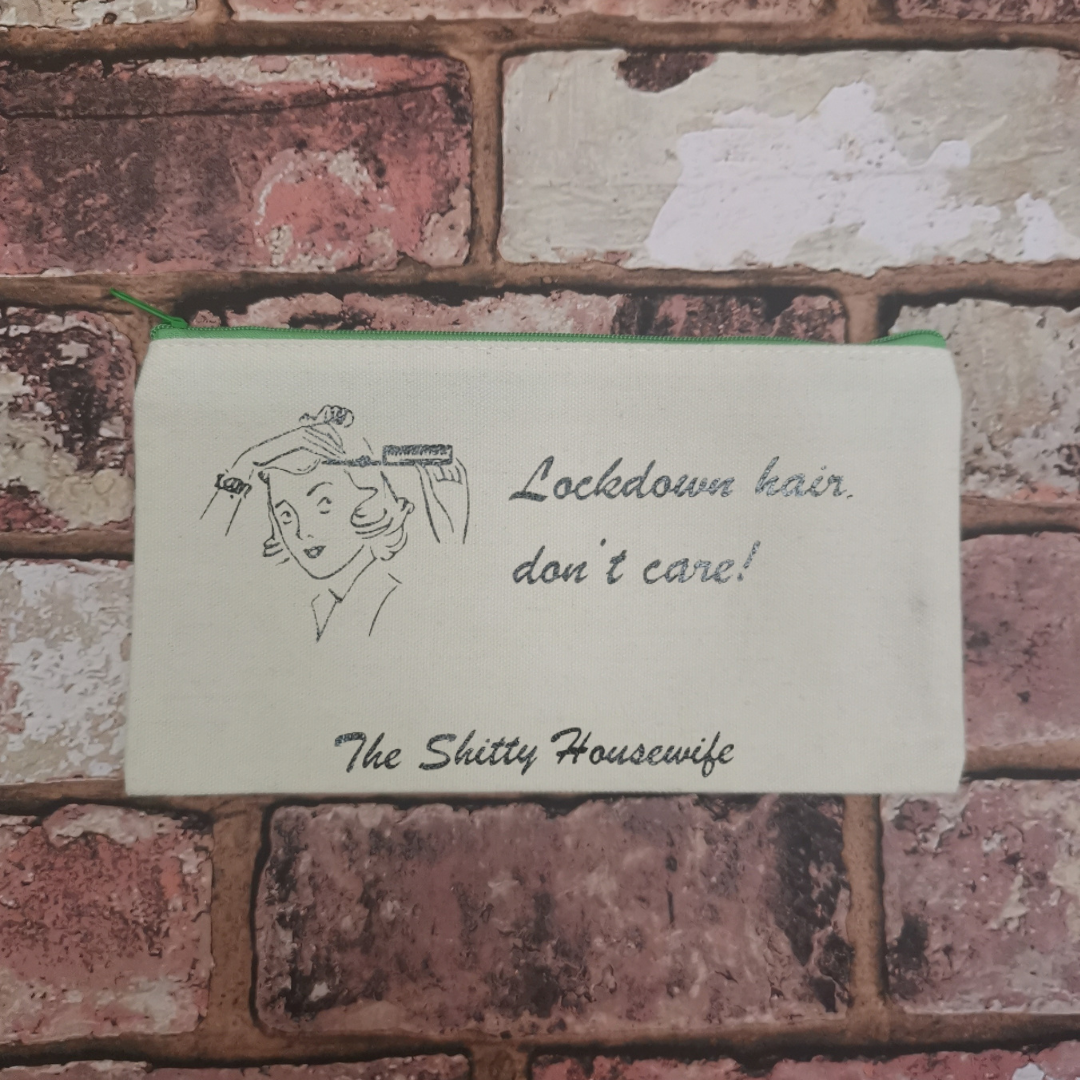 Lockdown hair.
don't care!
The Shitty Housewife